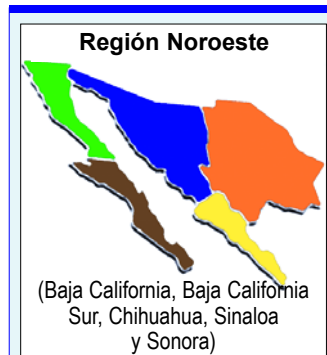 Región Noroeste
(Baja California, Baja California
Sur, Chihuahua, Sinaloa
y Sonora)